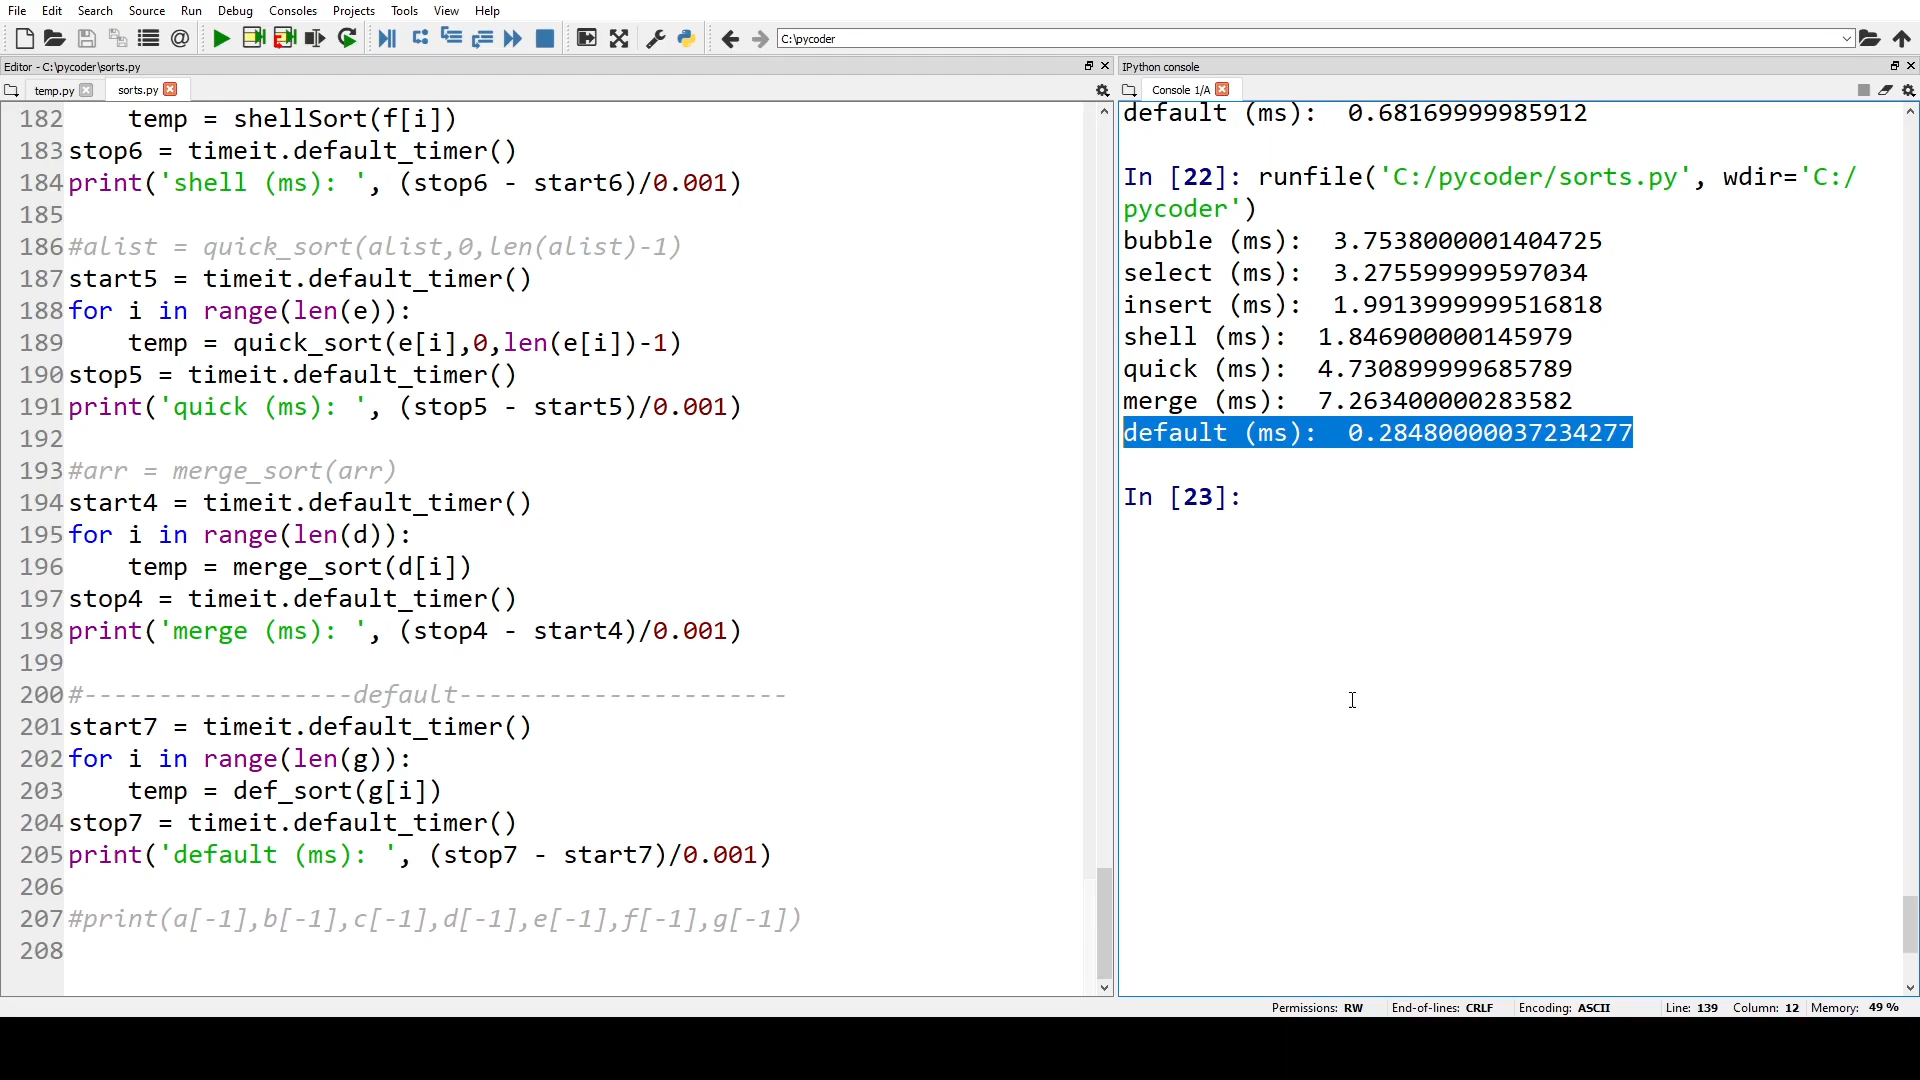 File Edit Search Source Run Debug Consoles Projects Tools View Help
C:\pycoder
Editor - C:\pycoder\sorts.py
temp.py sorts.py
182     temp = shellSort(f[i])
183 stop6 = timeit.default_timer()
184 print('shell (ms): ', (stop6 - start6)/0.001)
185
186 #alist = quick_sort(alist,0,len(alist)-1)
187 start5 = timeit.default_timer()
188 for i in range(len(e)):
189     temp = quick_sort(e[i],0,len(e[i])-1)
190 stop5 = timeit.default_timer()
191 print('quick (ms): ', (stop5 - start5)/0.001)
192
193 #arr = merge_sort(arr)
194 start4 = timeit.default_timer()
195 for i in range(len(d)):
196     temp = merge_sort(d[i])
197 stop4 = timeit.default_timer()
198 print('merge (ms): ', (stop4 - start4)/0.001)
199
200 #------------------default----------------------
201 start7 = timeit.default_timer()
202 for i in range(len(g)):
203     temp = def_sort(g[i])
204 stop7 = timeit.default_timer()
205 print('default (ms): ', (stop7 - start7)/0.001)
206
207 #print(a[-1],b[-1],c[-1],d[-1],e[-1],f[-1],g[-1])
208
IPython console
Console 1/A
default (ms):  0.68169999985912
In [22]: runfile('C:/pycoder/sorts.py', wdir='C:/
pycoder')
bubble (ms):  3.7538000001404725
select (ms):  3.275599999597034
insert (ms):  1.9913999999516818
shell (ms):  1.846900000145979
quick (ms):  4.730899999685789
merge (ms):  7.263400000283582
default (ms):  0.28480000037234277
In [23]:
Permissions: RW End-of-lines: CRLF Encoding: ASCII Line: 139 Column: 12 Memory: 49 %